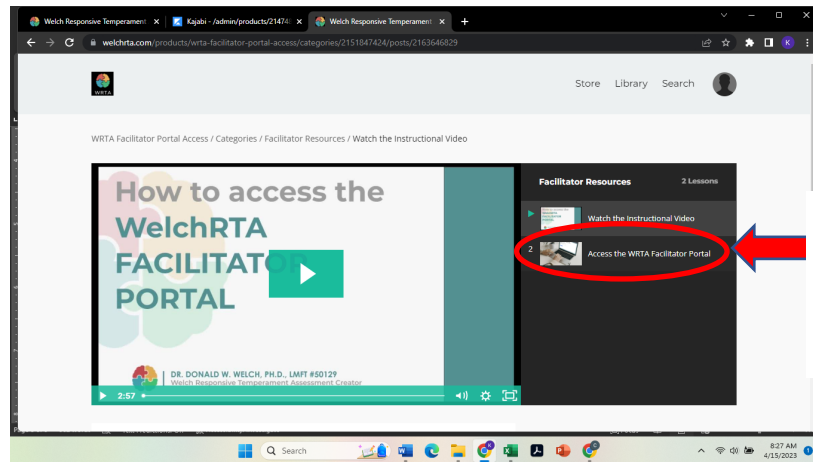 Welch Responsive Temperament
Kajabi - /admin/products/21474
Welch Responsive Temperament
welchrta.com/products/wrta-facilitator-portal-access/categories/2151847424/posts/2163646829
K
WRTA
Store Library Search
WRTA Facilitator Portal Access / Categories / Facilitator Resources / Watch the Instructional Video
How to access the
WelchRTA
FACILITATOR
PORTAL
DR. DONALD W. WELCH, PH.D., LMFT #50129
Welch Responsive Temperament Assessment Creator
2:57
Facilitator Resources 2 Lessons
Watch the Instructional Video
2 Access the WRTA Facilitator Portal
Search
8:27 AM
4/15/2023
1